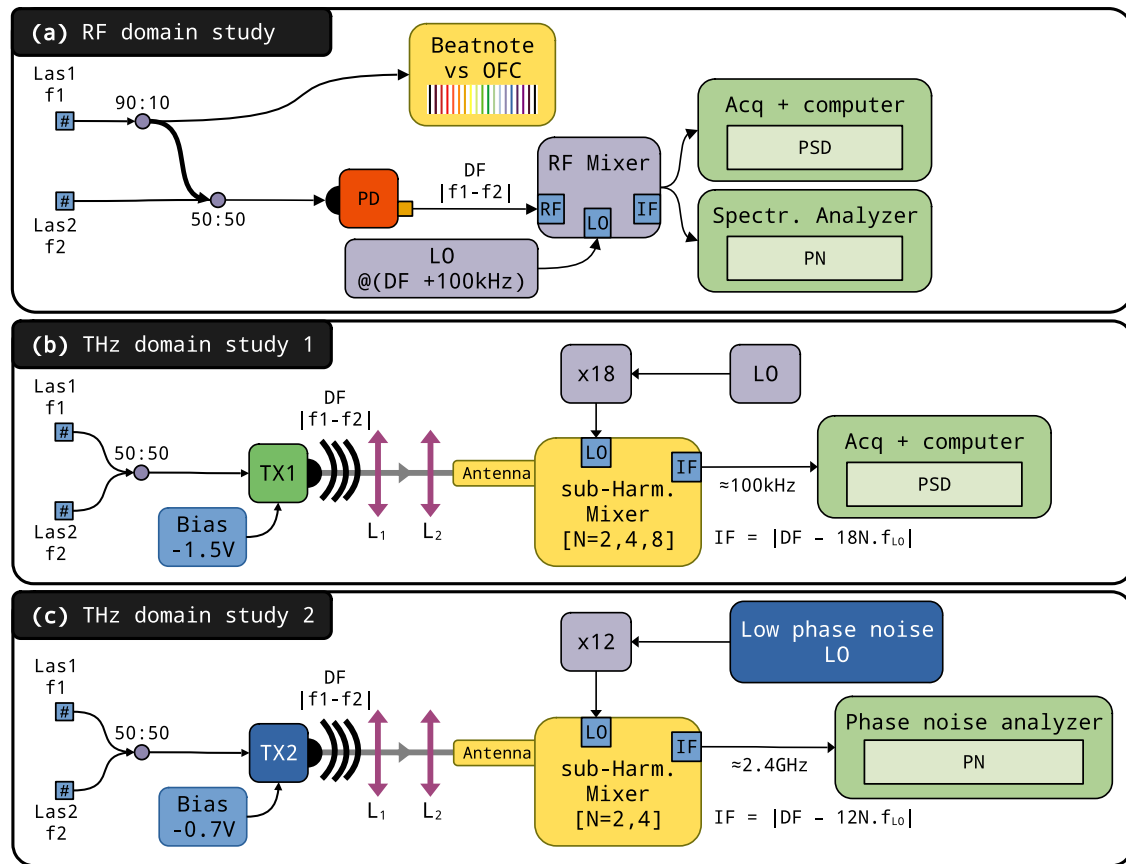 (a) RF domain study
Las1
f1
#
90:10
Las2
f2
#
50:50
Beatnote
vs OFC
PD
DF
|f1-f2|
RF Mixer
RF
LO
IF
LO
@(DF +100kHz)
Acq + computer
PSD
Spectr. Analyzer
PN
(b) THz domain study 1
Las1
f1
#
50:50
#
Las2
f2
TX1
Bias
-1.5V
DF
|f1-f2|
L₁
L₂
Antenna
x18
LO
LO
IF
sub-Harm.
Mixer
[N=2,4,8]
≈100kHz
IF = |DF – 18N.fLO|
Acq + computer
PSD
(c) THz domain study 2
Las1
f1
#
50:50
#
Las2
f2
TX2
Bias
-0.7V
DF
|f1-f2|
L₁
L₂
Antenna
x12
Low phase noise
LO
LO
IF
sub-Harm.
Mixer
[N=2,4]
≈2.4GHz
IF = |DF – 12N.fLO|
Phase noise analyzer
PN